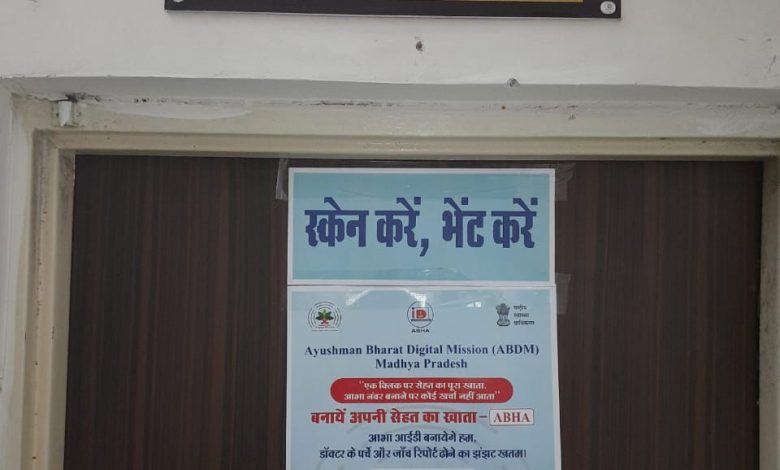 स्केन करें, भेंट करें
ABHA
राष्ट्रीय
स्वास्थ्य
प्राधिकरण
Ayushman Bharat Digital Mission (ABDM)
Madhya Pradesh
"एक क्लिक पर सेहत का पूरा खाता,
आभा नंबर बनाने पर कोई खर्चा नहीं आता"
बनायें अपनी सेहत का खाता – ABHA
आभा आईडी बनायेगे हम,
डॉक्टर के पर्चे और जाँच रिपोर्ट ढोने का झंझट खतम।